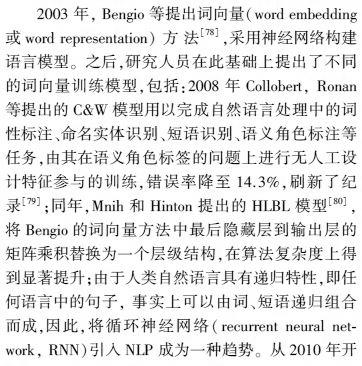 2003 年, Bengio 等提出词向量(word embedding
或 word representation) 方 法[78],采用神经网络构建
语言模型。之后,研究人员在此基础上提出了不同
的词向量训练模型,包括:2008 年 Collobert, Ronan
等提出的 C&W 模型用以完成自然语言处理中的词
性标注、命名实体识别、短语识别、语义角色标注等
任务,由其在语义角色标签的问题上进行无人工设
计特征参与的训练,错误率降至 14.3%,刷新了纪
录[79];同年,Mnih 和 Hinton 提出的 HLBL 模型[80],
将 Bengio 的词向量方法中最后隐藏层到输出层的
矩阵乘积替换为一个层级结构,在算法复杂度上得
到显著提升;由于人类自然语言具有递归特性,即任
何语言中的句子, 事实上可以由词、短语递归组合
而成,因此,将循环神经网络(recurrent neural net-
work, RNN)引入 NLP 成为一种趋势。从 2010 年开